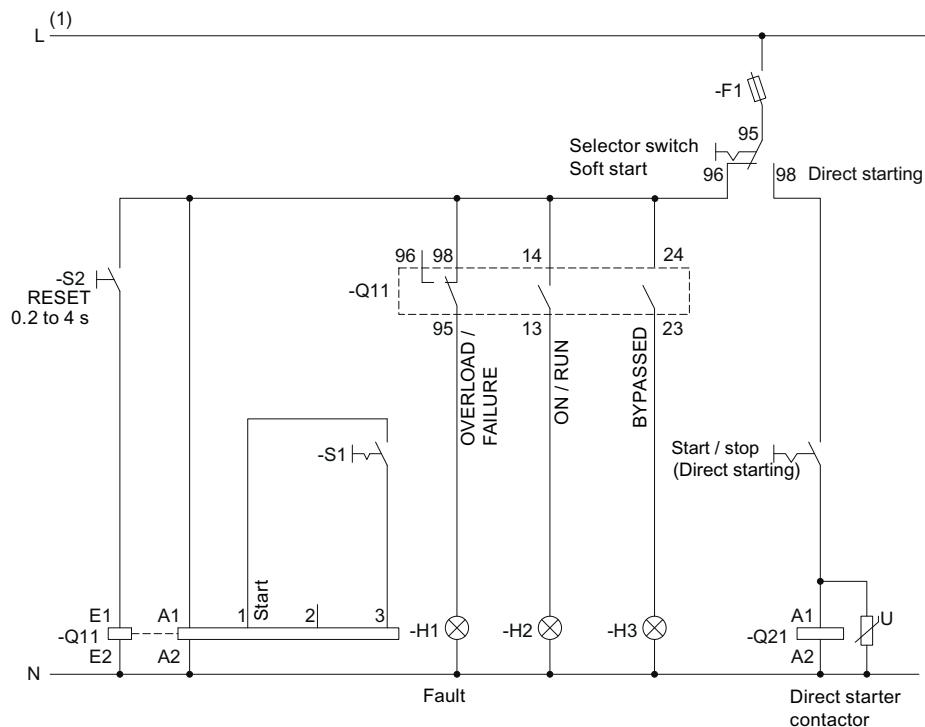 (1)
L
-F1
95
Selector switch
Soft start
96
98
Direct starting
-S2
RESET
0.2 to 4 s
96
98
14
24
-Q11
95
13
23
OVERLOAD /
FAILURE
ON / RUN
BYPASSED
-S1
Start / stop
(Direct starting)
Start
E1
A1
1
2
3
-Q11
E2
A2
-H1
-H2
-H3
A1
-Q21
A2
U
N
Fault
Direct starter
contactor